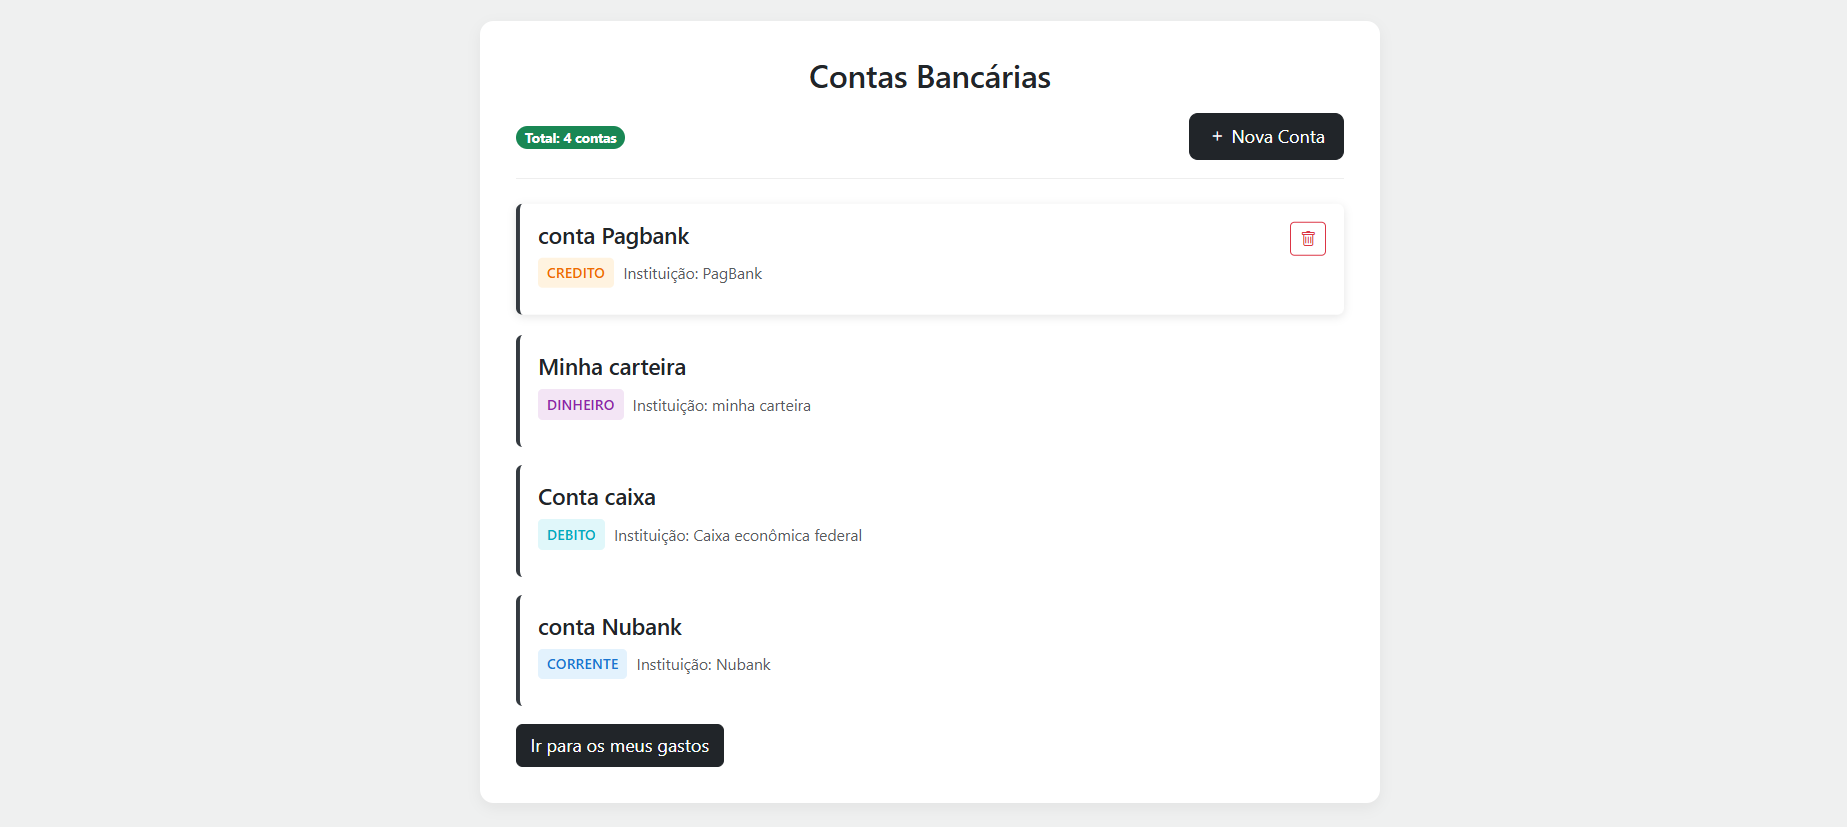 Contas Bancárias
Total: 4 contas
+ Nova Conta
conta Pagbank
CREDITO Instituição: PagBank
Minha carteira
DINHEIRO Instituição: minha carteira
Conta caixa
DEBITO Instituição: Caixa econômica federal
conta Nubank
CORRENTE Instituição: Nubank
Ir para os meus gastos